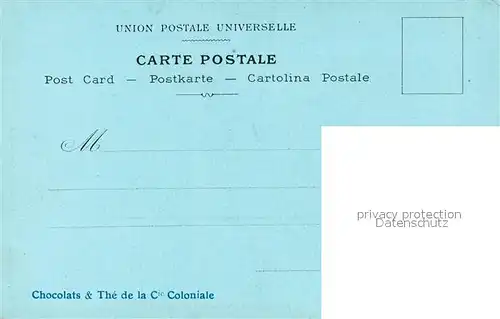 UNION POSTALE UNIVERSELLE
CARTE POSTALE
Post Card — Postkarte — Cartolina Postale
M
privacy protection
Datenschutz
Chocolats & Thé de la Cie Coloniale